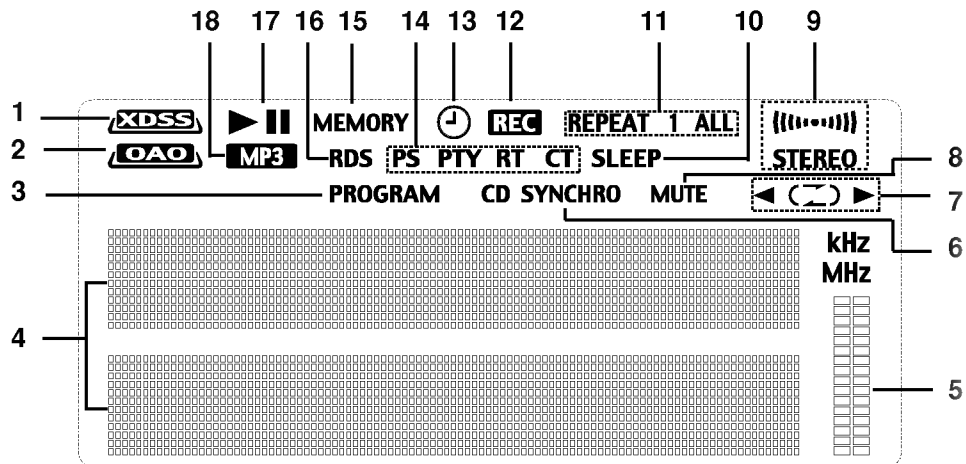 18 17 15 14 13 12 11 10 9
1 XDSS MEMORY REC REPEAT 1 ALL
2 OAO MP3 16 RDS PS PTY RT CT SLEEP STEREO 8
3 PROGRAM CD SYNCHRO MUTE 7
6
kHz
MHz
4
5